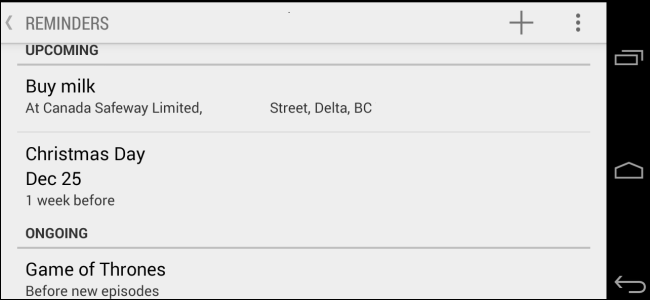 REMINDERS
UPCOMING
Buy milk
At Canada Safeway Limited, Street, Delta, BC
Christmas Day
Dec 25
1 week before
ONGOING
Game of Thrones
Before new episodes